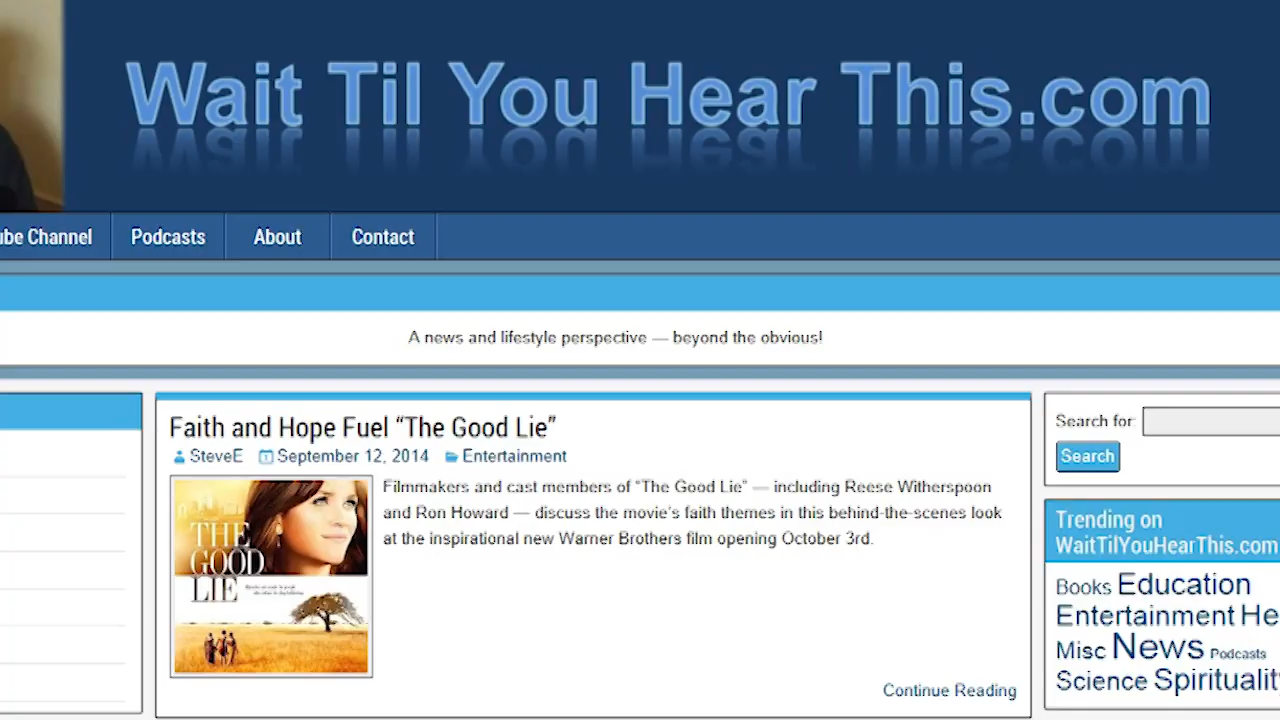 Wait Til You Hear This.com
ube Channel
Podcasts
About
Contact
A news and lifestyle perspective — beyond the obvious!
Faith and Hope Fuel “The Good Lie”
SteveE September 12, 2014 Entertainment
THE
GOOD
LIE
Filmmakers and cast members of “The Good Lie” — including Reese Witherspoon
and Ron Howard — discuss the movie’s faith themes in this behind-the-scenes look
at the inspirational new Warner Brothers film opening October 3rd.
Continue Reading
Search for:
Search
Trending on
WaitTilYouHearThis.com
Books Education
Entertainment He
Misc News Podcasts
Science Spirituality